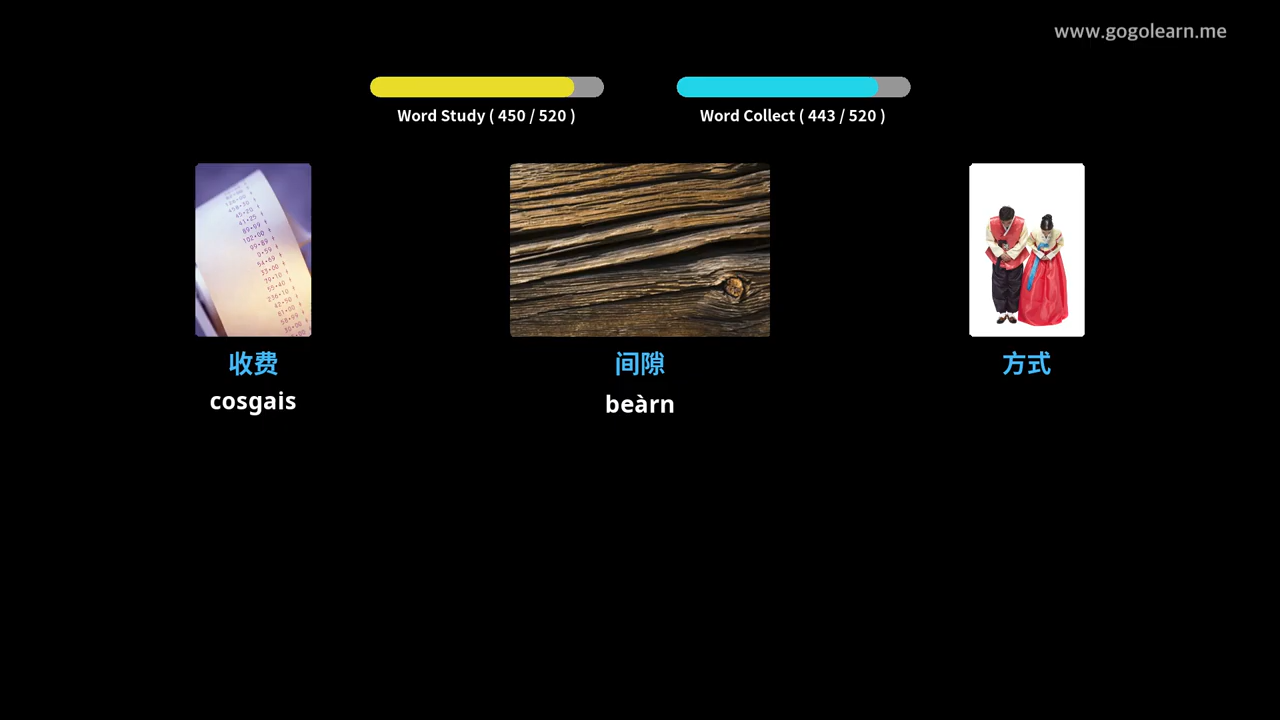 www.gogolearn.me
Word Study ( 450 / 520 )
Word Collect ( 443 / 520 )
收费
间隙
方式
cosgais
beàrn